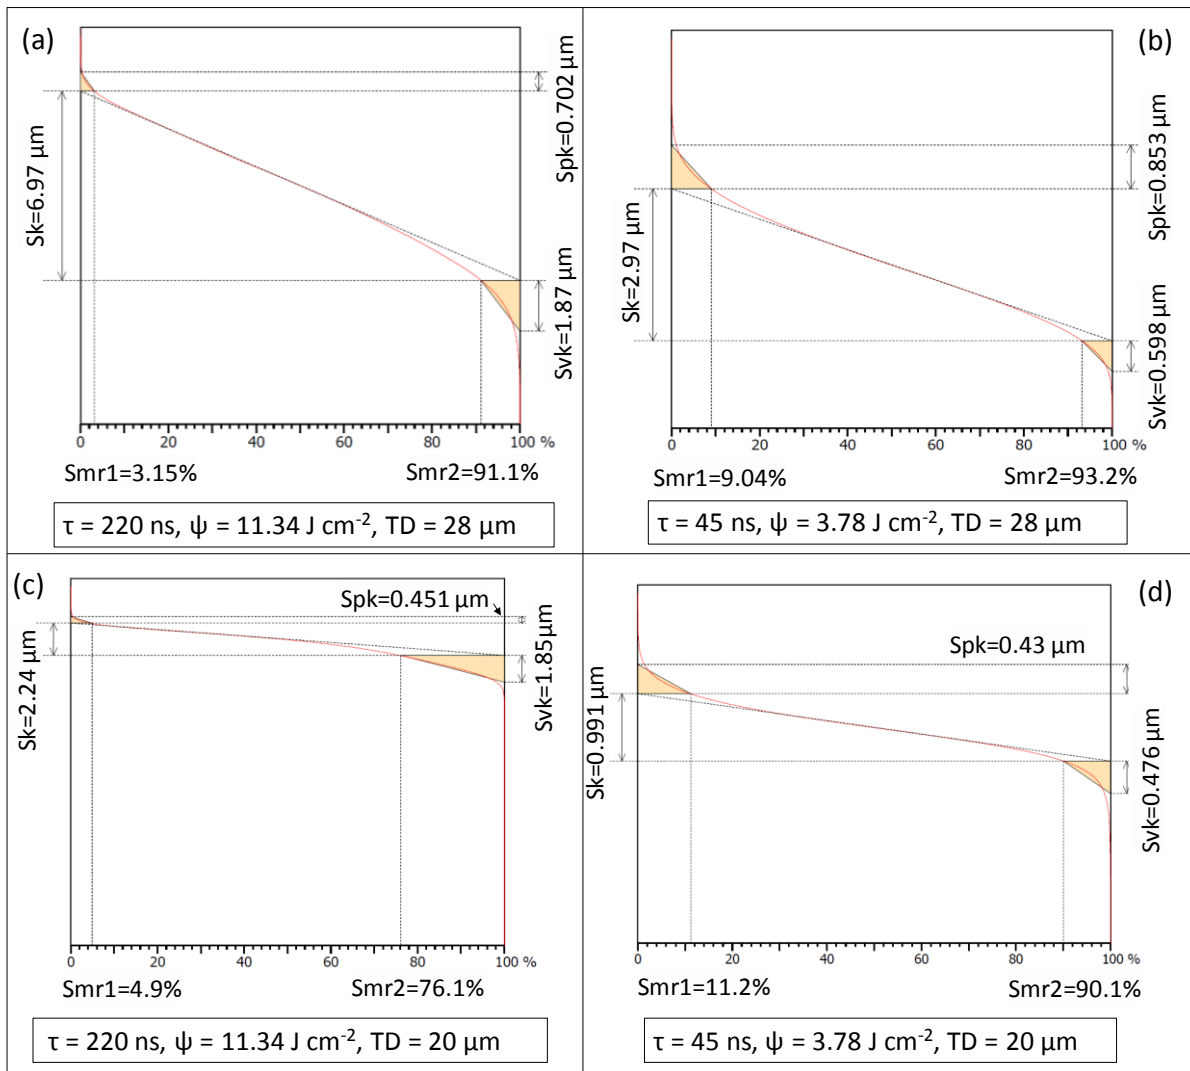 (a)
Sk=6.97 µm
Spk=0.702 µm
Svk=1.87 µm
0 20 40 60 80 100 %
Smr1=3.15% Smr2=91.1%
τ = 220 ns, ψ = 11.34 J cm⁻², TD = 28 µm
(b)
Sk=2.97 µm
Spk=0.853 µm
Svk=0.598 µm
0 20 40 60 80 100 %
Smr1=9.04% Smr2=93.2%
τ = 45 ns, ψ = 3.78 J cm⁻², TD = 28 µm
(c)
Spk=0.451 µm
Sk=2.24 µm
Svk=1.85µm
0 20 40 60 80 100 %
Smr1=4.9% Smr2=76.1%
τ = 220 ns, ψ = 11.34 J cm⁻², TD = 20 µm
(d)
Spk=0.43 µm
Sk=0.991 µm
Svk=0.476 µm
0 20 40 60 80 100 %
Smr1=11.2% Smr2=90.1%
τ = 45 ns, ψ = 3.78 J cm⁻², TD = 20 µm